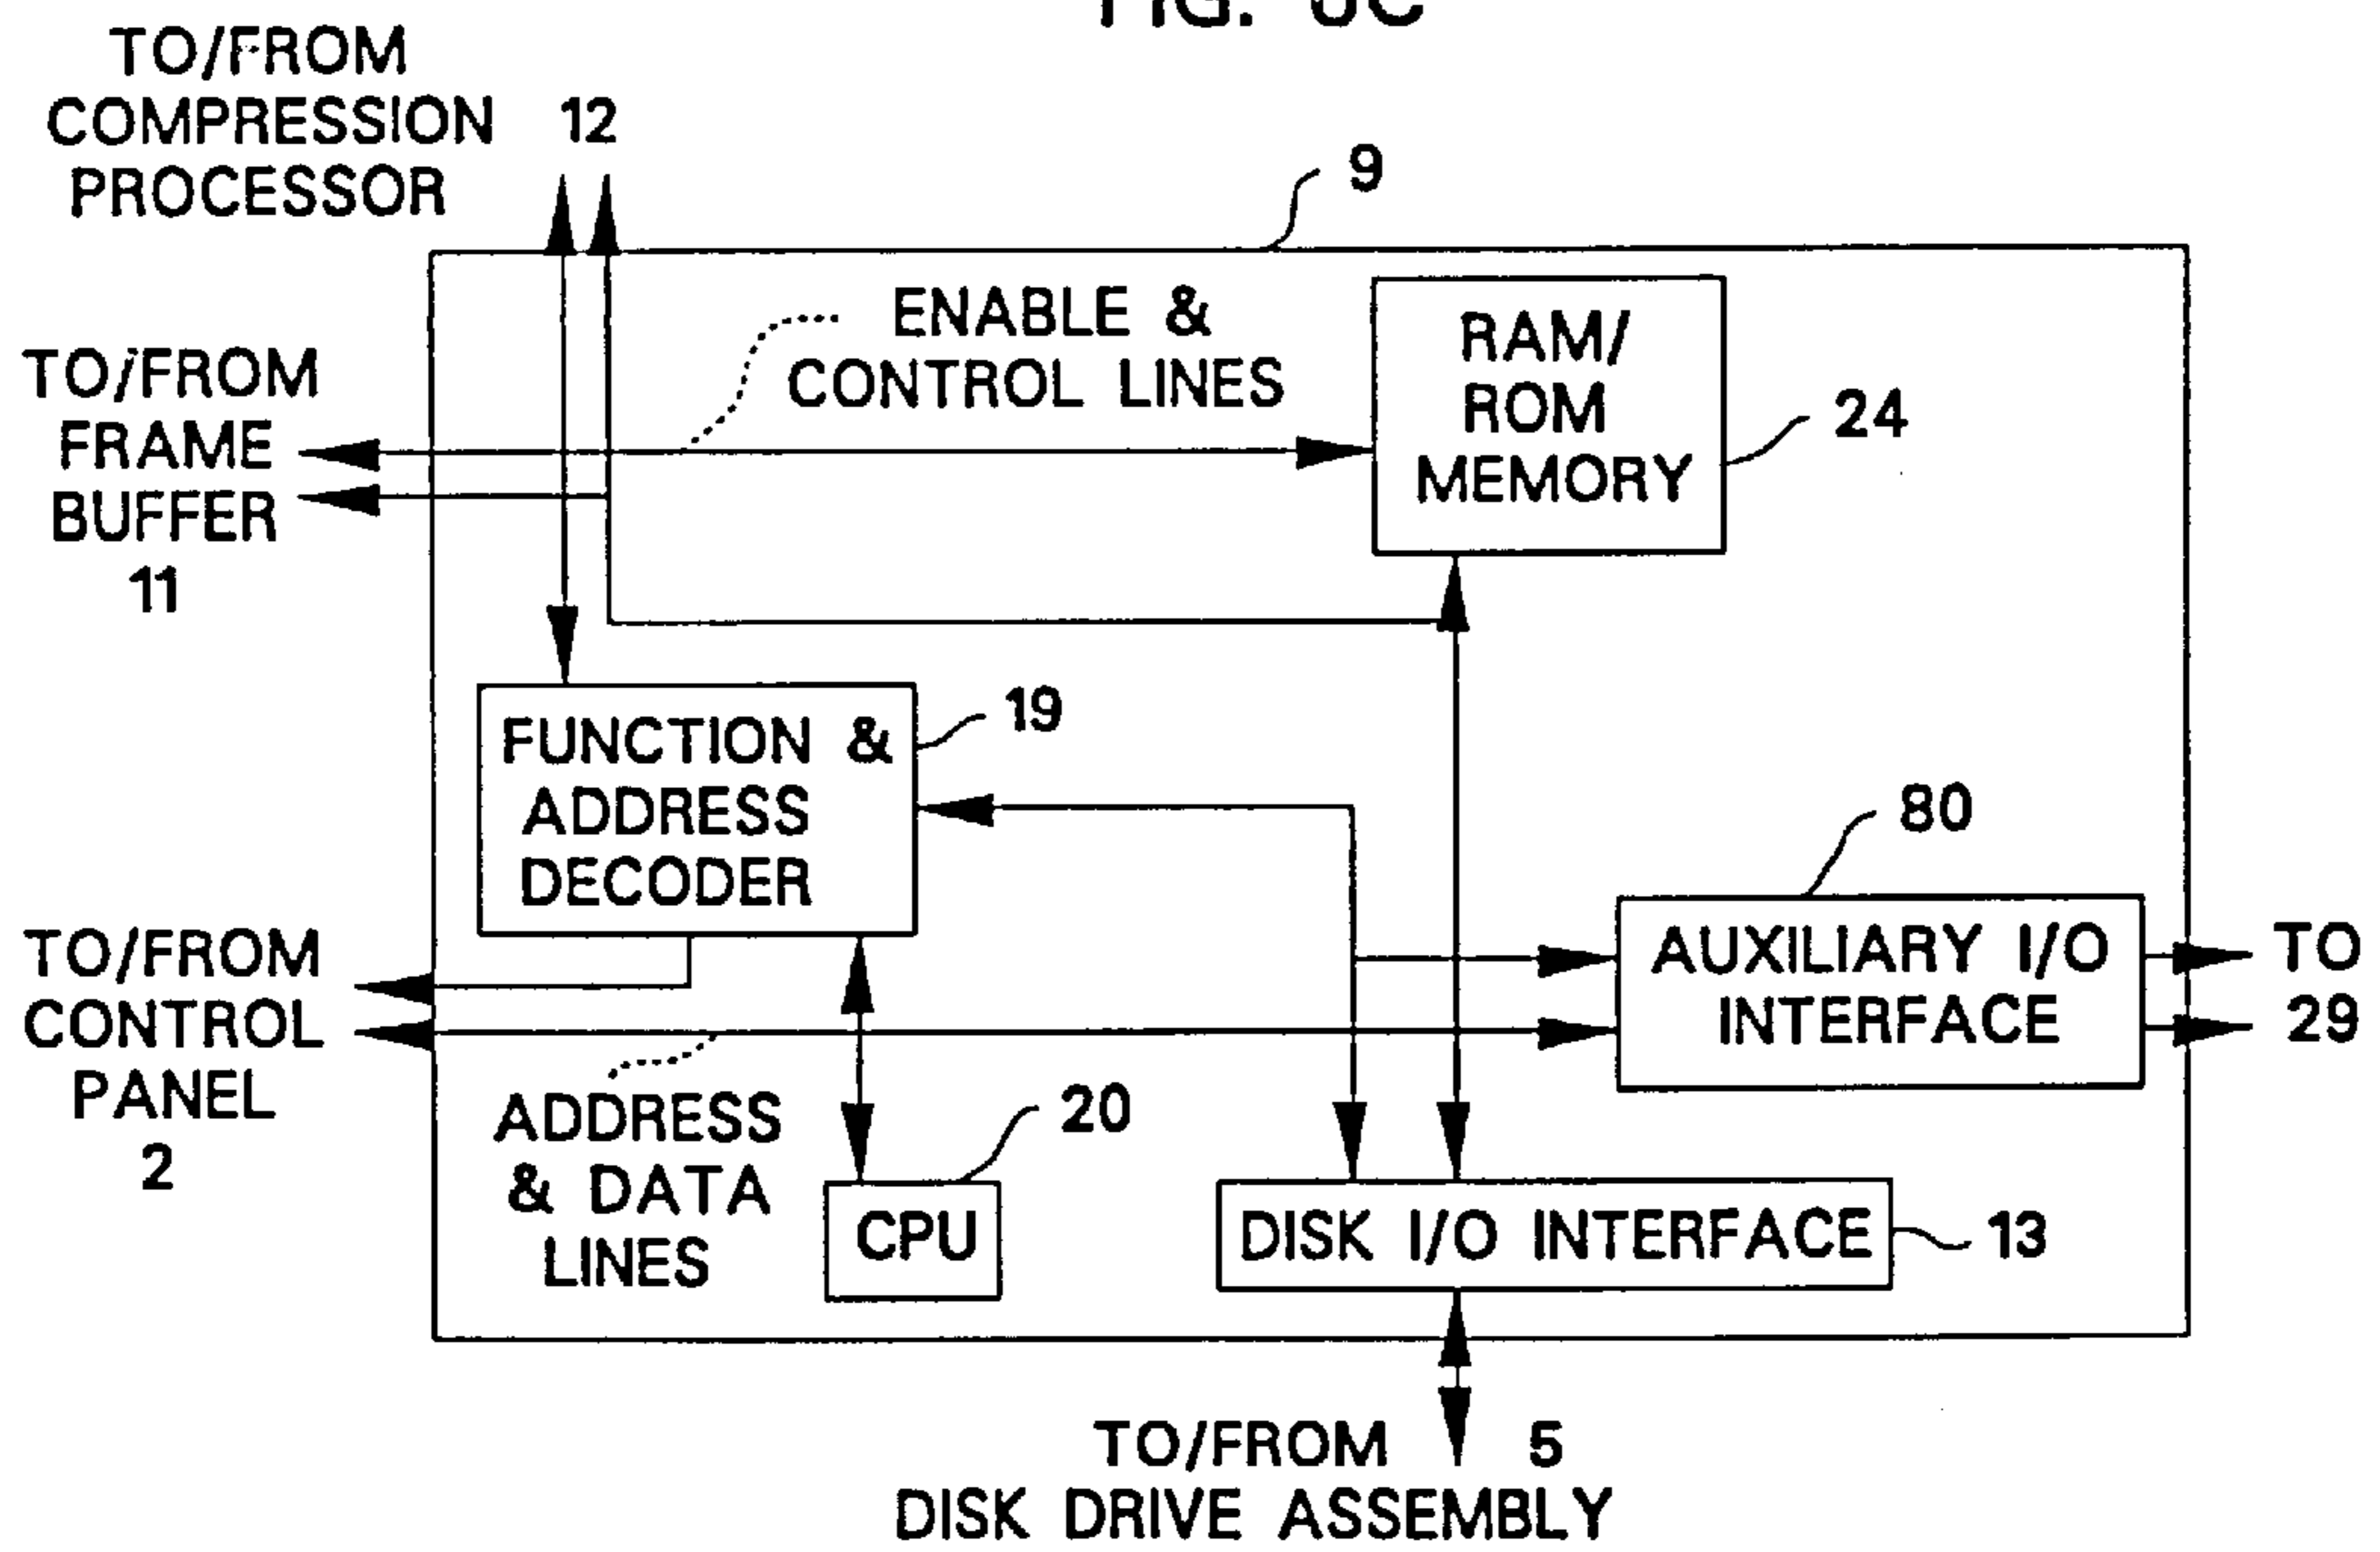 TO/FROM
COMPRESSION 12
PROCESSOR
9
ENABLE &
CONTROL LINES
RAM/
ROM
MEMORY
24
TO/FROM
FRAME
BUFFER
11
FUNCTION &
ADDRESS
DECODER
19
80
AUXILIARY I/O
INTERFACE
TO
29
TO/FROM
CONTROL
PANEL
2
ADDRESS
& DATA
LINES
20
CPU
DISK I/O INTERFACE
13
TO/FROM 5
DISK DRIVE ASSEMBLY